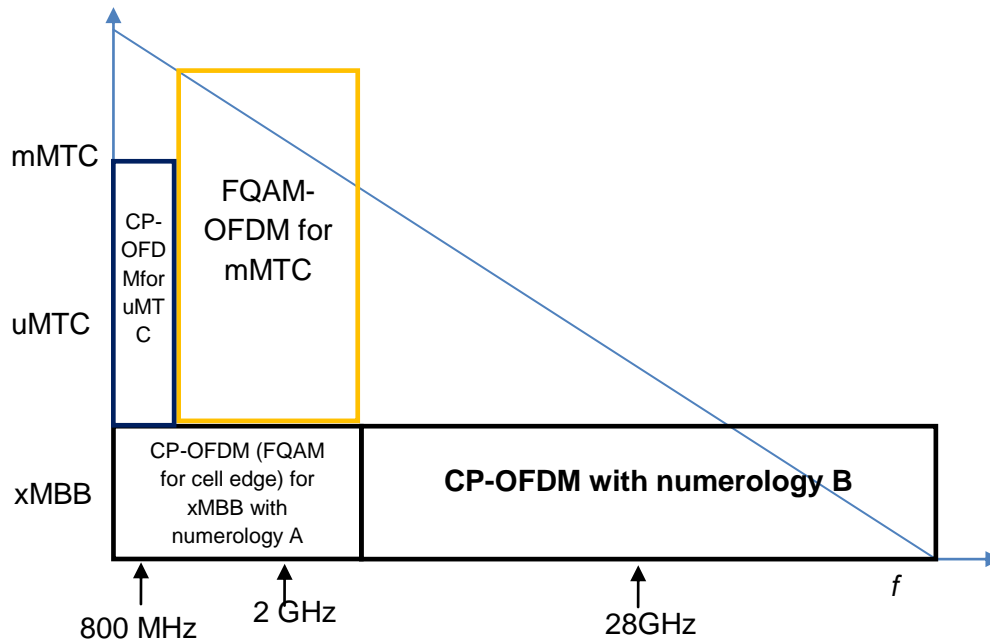 mMTC
uMTC
xMBB
CP-
OFD
Mfor
uMT
C
FQAM-
OFDM for
mMTC
CP-OFDM (FQAM
for cell edge) for
xMBB with
numerology A
CP-OFDM with numerology B
f
800 MHz
2 GHz
28GHz